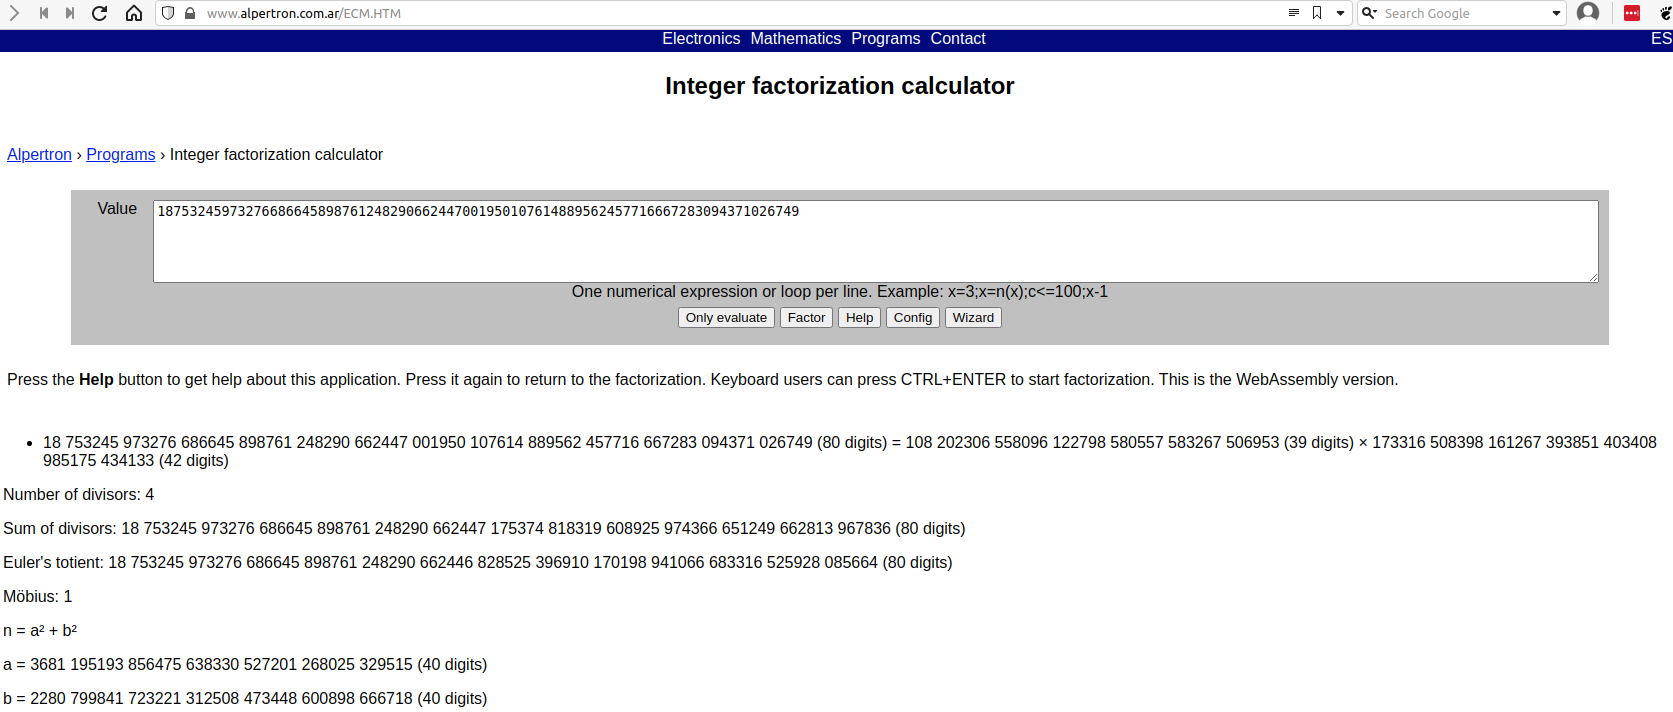 www.alpertron.com.ar/ECM.HTM
Search Google
Electronics Mathematics Programs Contact
ES
Integer factorization calculator
Alpertron › Programs › Integer factorization calculator
Value
18753245973276686645898761248290662447001950107614889562457716667283094371026749
One numerical expression or loop per line. Example: x=3;x=n(x);c<=100;x-1
Only evaluate Factor Help Config Wizard
Press the Help button to get help about this application. Press it again to return to the factorization. Keyboard users can press CTRL+ENTER to start factorization. This is the WebAssembly version.
• 18 753245 973276 686645 898761 248290 662447 001950 107614 889562 457716 667283 094371 026749 (80 digits) = 108 202306 558096 122798 580557 583267 506953 (39 digits) × 173316 508398 161267 393851 403408
985175 434133 (42 digits)
Number of divisors: 4
Sum of divisors: 18 753245 973276 686645 898761 248290 662447 175374 818319 608925 974366 651249 662813 967836 (80 digits)
Euler's totient: 18 753245 973276 686645 898761 248290 662446 828525 396910 170198 941066 683316 525928 085664 (80 digits)
Möbius: 1
n = a² + b²
a = 3681 195193 856475 638330 527201 268025 329515 (40 digits)
b = 2280 799841 723221 312508 473448 600898 666718 (40 digits)